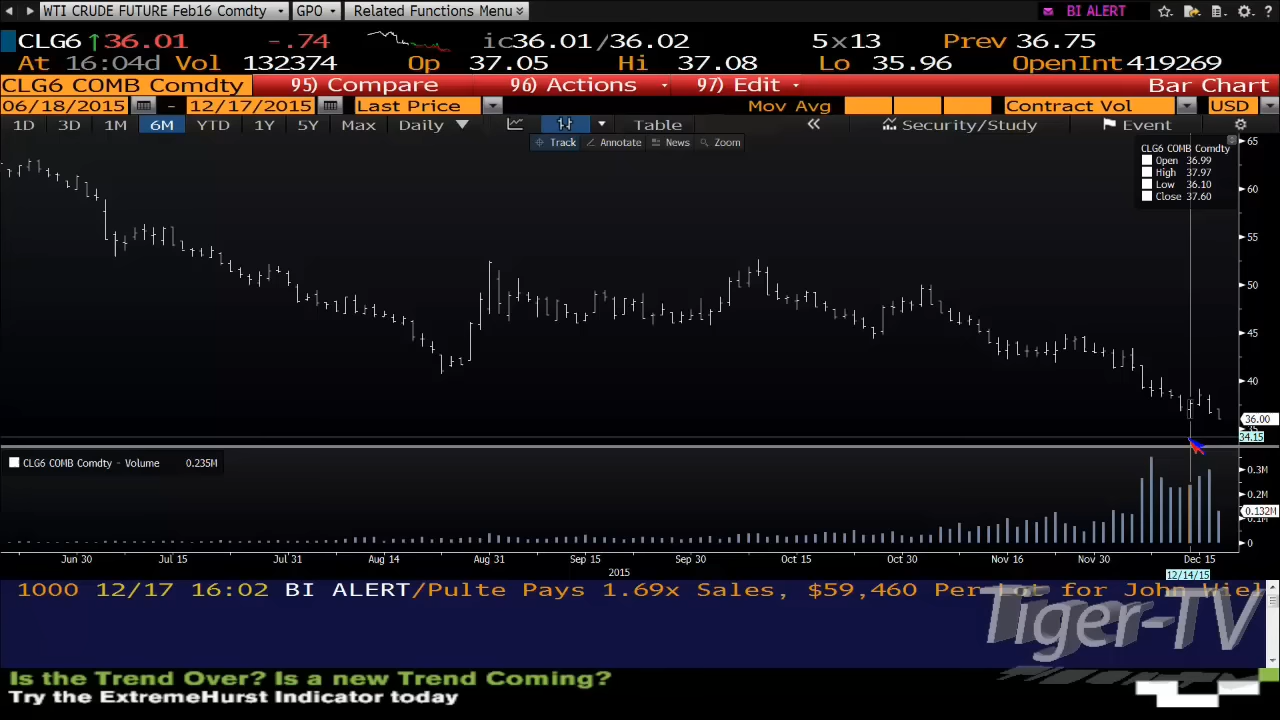 WTI CRUDE FUTURE Feb16 Comdty GPO Related Functions Menu BI ALERT ?
CLG6 ↑36.01 -.74 ic36.01/36.02 5x13 Prev 36.75
At 16:04d Vol 132374 Op 37.05 Hi 37.08 Lo 35.96 OpenInt 419269
CLG6 COMB Comdty 95) Compare 96) Actions 97) Edit Bar Chart
06/18/2015 - 12/17/2015 Last Price Mov Avg Contract Vol USD
1D 3D 1M 6M YTD 1Y 5Y Max Daily Table « Security/Study Event
Track Annotate News Zoom
CLG6 COMB Comdty
Open 36.99
High 37.97
Low 36.10
Close 37.60
65
60
55
50
45
40
36.00
35
34.15
CLG6 COMB Comdty - Volume 0.235M
0.3M
0.2M
0.132M
0.1M
0
Jun 30 Jul 15 Jul 31 Aug 14 Aug 31 Sep 15 Sep 30 Oct 15 Oct 30 Nov 16 Nov 30 Dec 15
2015
12/14/15
1000 12/17 16:02 BI ALERT/Pulte Pays 1.69x Sales, $59,460 Per Lot for John Wiel
Tiger-TV
Is the Trend Over? Is a new Trend Coming?
Try the ExtremeHurst Indicator today